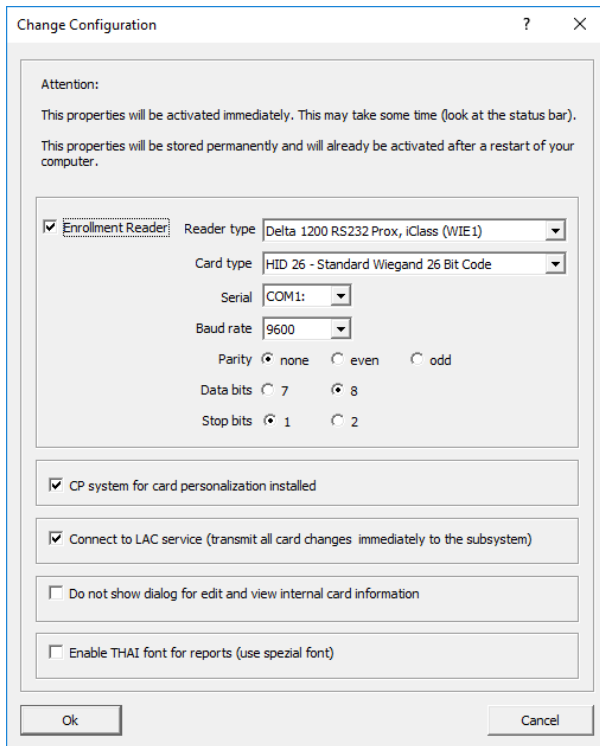 Change Configuration ?
Attention:
This properties will be activated immediately. This may take some time (look at the status bar).
This properties will be stored permanently and will already be activated after a restart of your
computer.
Enrollment Reader Reader type Delta 1200 RS232 Prox, iClass (WIE1)
Card type HID 26 - Standard Wiegand 26 Bit Code
Serial COM1:
Baud rate 9600
Parity none even odd
Data bits 7 8
Stop bits 1 2
CP system for card personalization installed
Connect to LAC service (transmit all card changes immediately to the subsystem)
Do not show dialog for edit and view internal card information
Enable THAI font for reports (use spezial font)
Ok Cancel